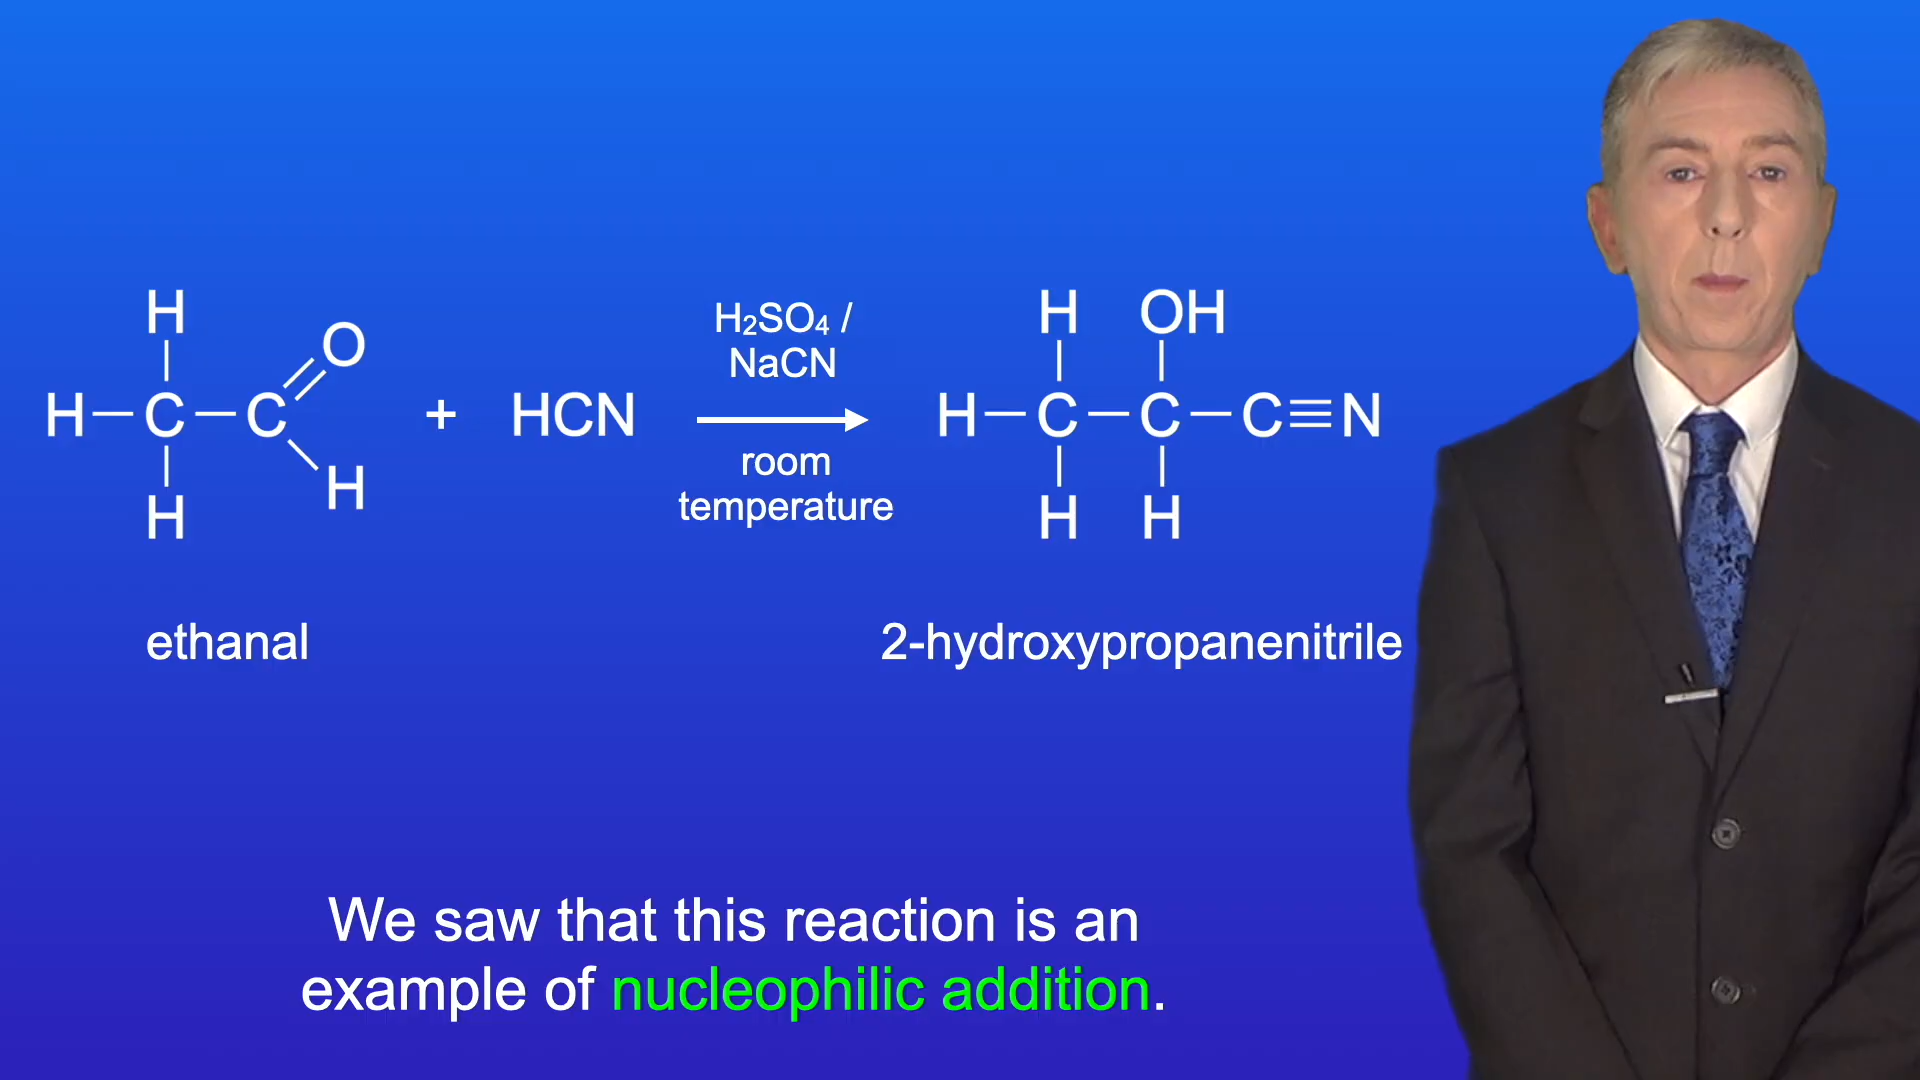 H H OH
O
H₂SO₄ /
NaCN
H—C—C + HCN H—C—C—C≡N
room
temperature
H
H H H
ethanal 2-hydroxypropanenitrile
We saw that this reaction is an
example of nucleophilic addition.